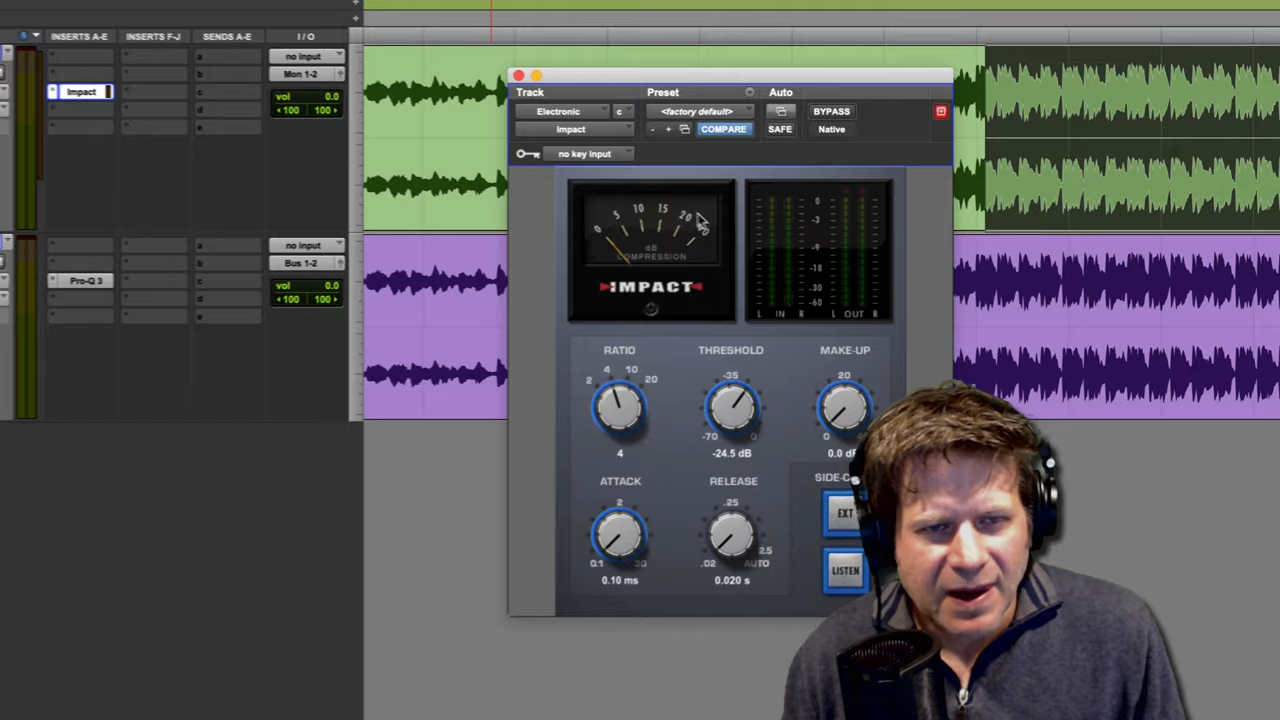 INSERTS A-E INSERTS F-J SENDS A-E I / O
a no input
b Mon 1-2
Impact c
vol 0.0
d 100 100
e
a no input
b Bus 1-2
Pro-Q 3 c
vol 0.0
d 100 100
e
Track Preset Auto
Electronic c <factory default> BYPASS
Impact - + COMPARE SAFE Native
no key input
0 5 10 15 20
dB
COMPRESSION
IMPACT
0
-3
-9
-18
-30
-60
L IN R L OUT R
RATIO THRESHOLD MAKE-UP
2 4 10 20 -35 20
-70 0 0
4 -24.5 dB 0.0 d
ATTACK RELEASE SIDE-C
2 .25 EXT
0.1 30 .02 2.5
AUTO
LISTEN
0.10 ms 0.020 s